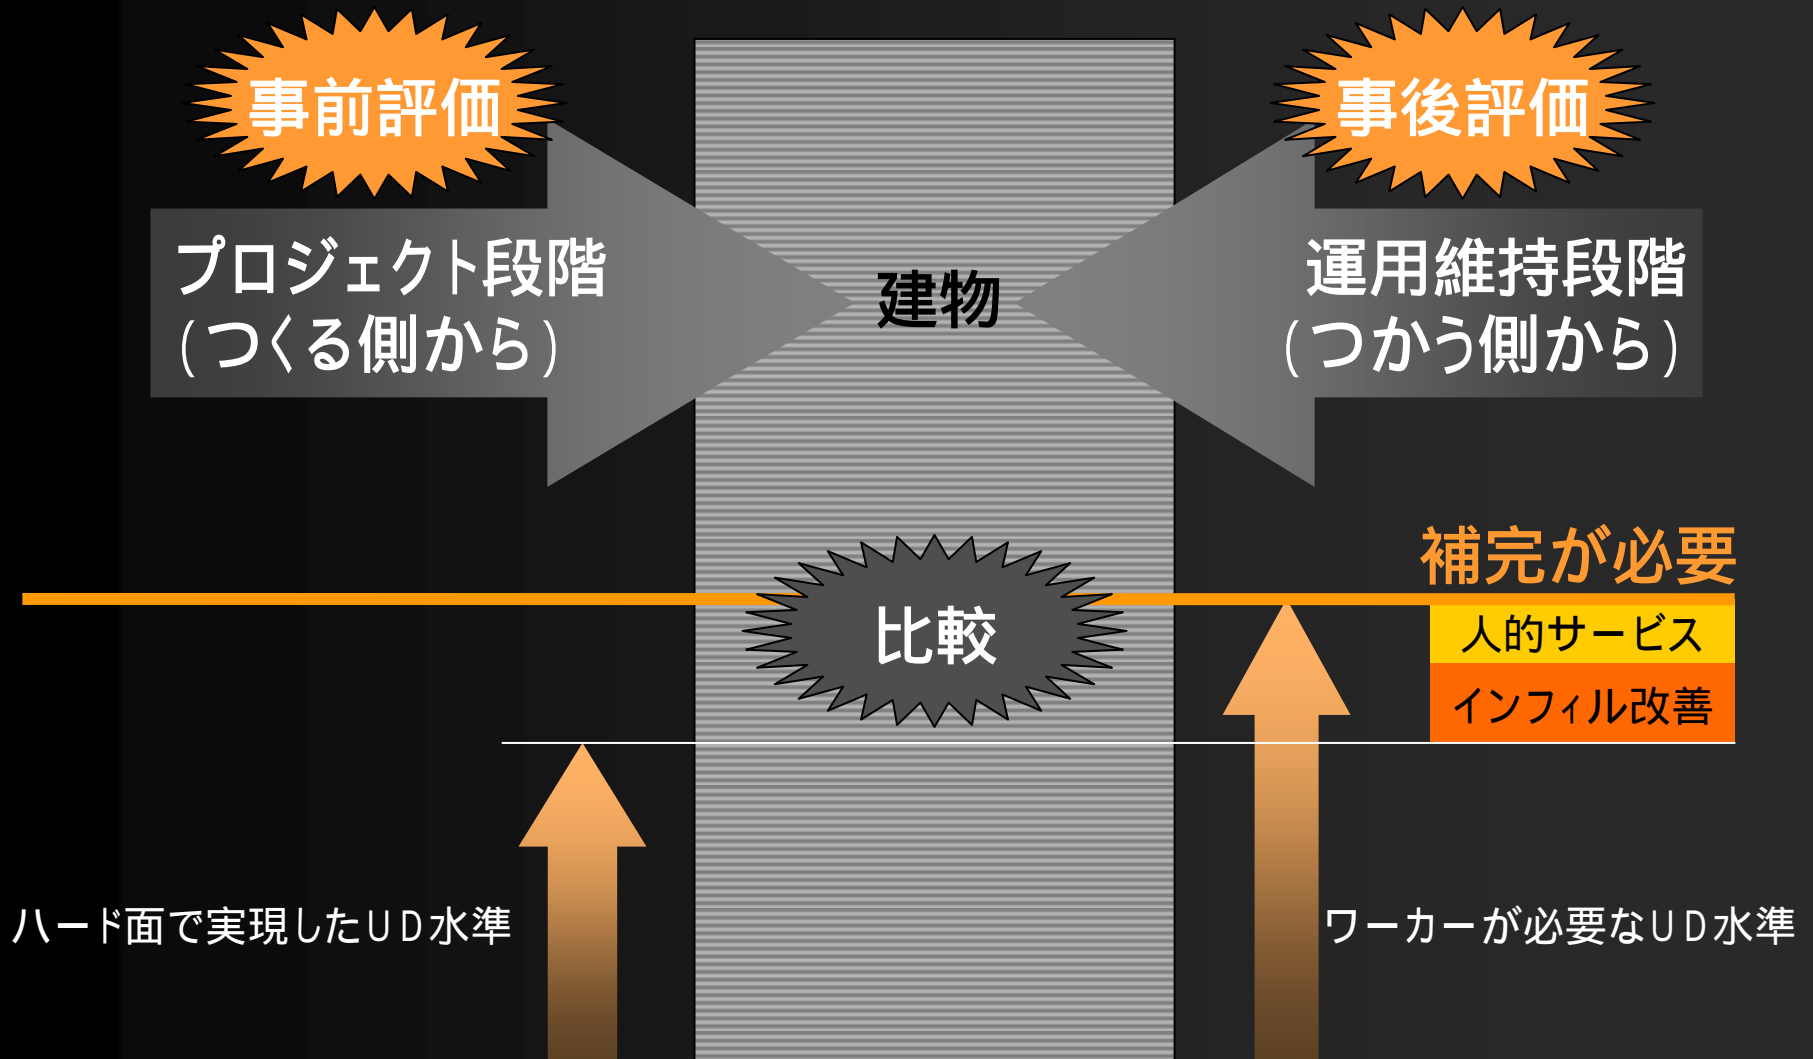 事前評価
事後評価
プロジェクト段階
(つくる側から)
建物
運用維持段階
(つかう側から)
補完が必要
比較
人的サービス
インフィル改善
ハード面で実現したUD水準
ワーカーが必要なUD水準